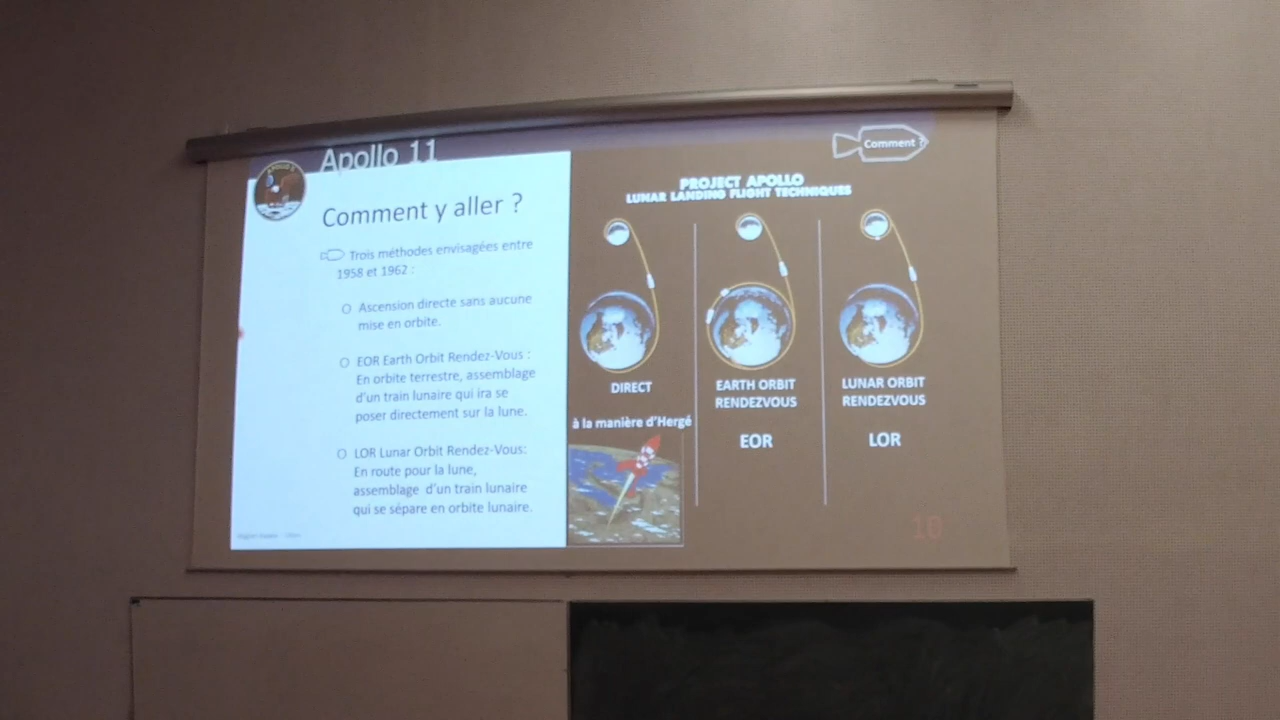 Apollo 11
Comment ?
Comment y aller ?
Trois méthodes envisagées entre
1958 et 1962 :
Ascension directe sans aucune
mise en orbite.
EOR Earth Orbit Rendez-Vous :
En orbite terrestre, assemblage
d'un train lunaire qui ira se
poser directement sur la lune.
LOR Lunar Orbit Rendez-Vous:
En route pour la lune,
assemblage d'un train lunaire
qui se sépare en orbite lunaire.
PROJECT APOLLO
LUNAR LANDING FLIGHT TECHNIQUES
DIRECT
à la manière d'Hergé
EARTH ORBIT
RENDEZVOUS
EOR
LUNAR ORBIT
RENDEZVOUS
LOR
10